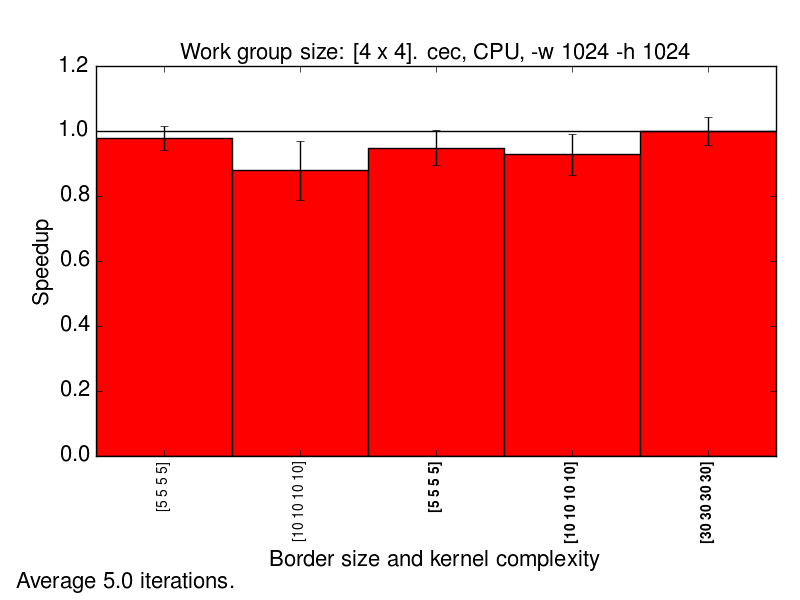 Work group size: [4 x 4]. cec, CPU, -w 1024 -h 1024
1.2
1.0
0.8
0.6
0.4
0.2
0.0
Speedup
[5 5 5 5]
[10 10 10 10]
[5 5 5 5]
[10 10 10 10]
[30 30 30 30]
Border size and kernel complexity
Average 5.0 iterations.